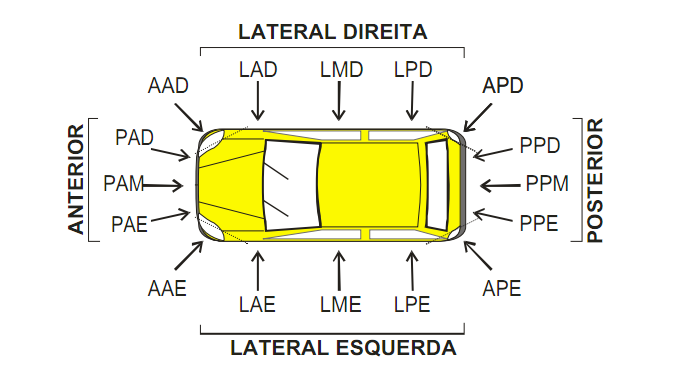 LATERAL DIREITA
LAD LMD LPD
AAD APD
ANTERIOR
PAD PPD
PAM PPM
PAE PPE
POSTERIOR
AAE APE
LAE LME LPE
LATERAL ESQUERDA